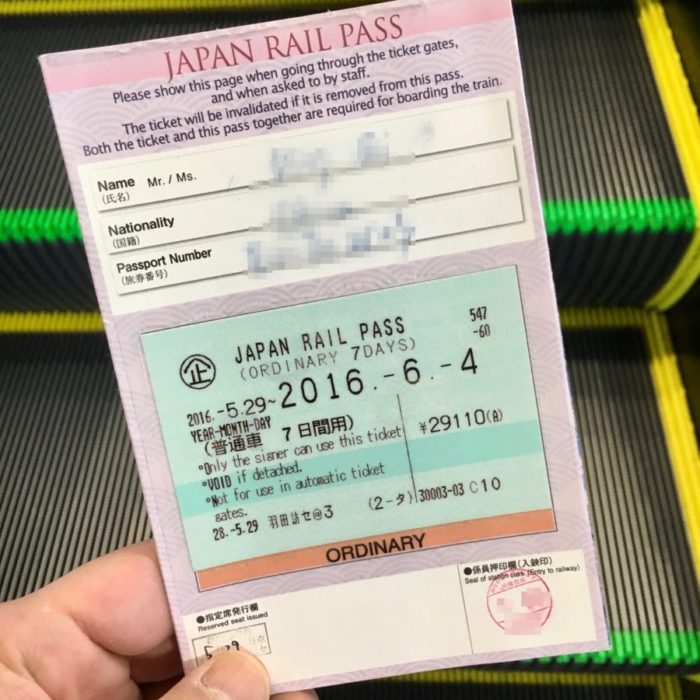 JAPAN RAIL PASS
Please show this page when going through the ticket gates,
and when asked to by staff.
The ticket will be invalidated if it is removed from this pass.
Both the ticket and this pass together are required for boarding the train.
Name Mr. / Ms.
(氏名)
Nationality
(国籍)
Passport Number
(旅券番号)
企 JAPAN RAIL PASS 547
(ORDINARY 7DAYS) -60
2016.-5.29~2016.-6.-4
YEAR-MONTH-DAY
(普通車 7日間用) ¥29110(A)
°Only the signer can use this ticket
°VOID if detached.
°Not for use in automatic ticket
gates.
28.-5.29 羽田訪セ@3 (2-タ) 30003-03 C10
ORDINARY
●指定席発行欄
Reserved seat issued
●係員押印欄(入鋏印)
Seal of station clerk (Entry to railway)
5.29